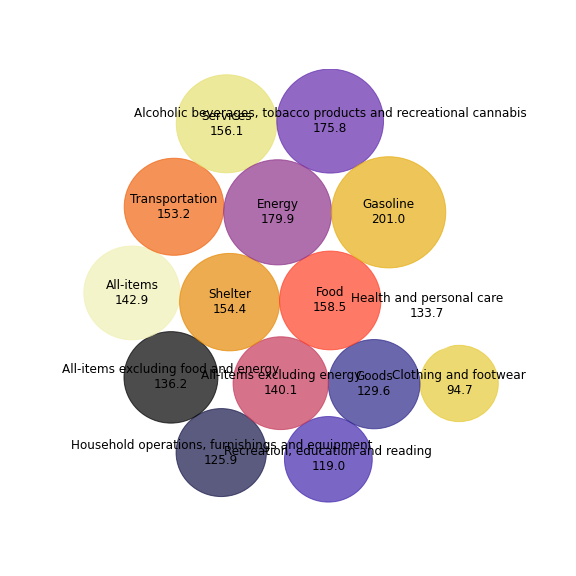 Alcoholic beverages, tobacco products and recreational cannabis
175.8
Services
156.1
Transportation
153.2
Energy
179.9
Gasoline
201.0
All-items
142.9
Shelter
154.4
Food
158.5
Health and personal care
133.7
All-items excluding food and energy
136.2
All-items excluding energy
140.1
Goods
129.6
Clothing and footwear
94.7
Household operations, furnishings and equipment
125.9
Recreation, education and reading
119.0